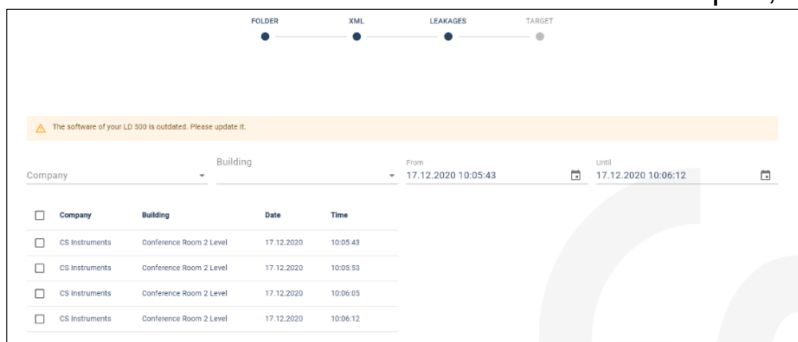 FOLDER XML LEAKAGES TARGET
The software of your LD 500 is outdated. Please update it.
Company Building From Until
17.12.2020 10:05:43 17.12.2020 10:06:12
Company Building Date Time
CS Instruments Conference Room 2 Level 17.12.2020 10:05:43
CS Instruments Conference Room 2 Level 17.12.2020 10:05:53
CS Instruments Conference Room 2 Level 17.12.2020 10:06:05
CS Instruments Conference Room 2 Level 17.12.2020 10:06:12